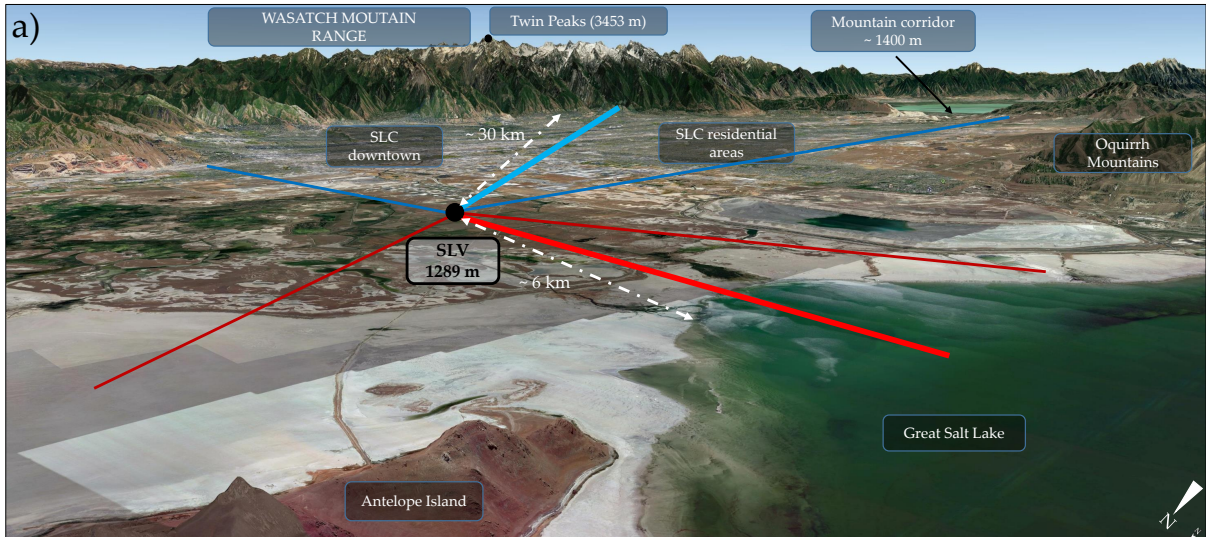 a)
WASATCH MOUTAIN
RANGE
Twin Peaks (3453 m)
Mountain corridor
~ 1400 m
~ 30 km
SLC
downtown
SLC residential
areas
Oquirrh
Mountains
SLV
1289 m
~ 6 km
Great Salt Lake
Antelope Island
N
N